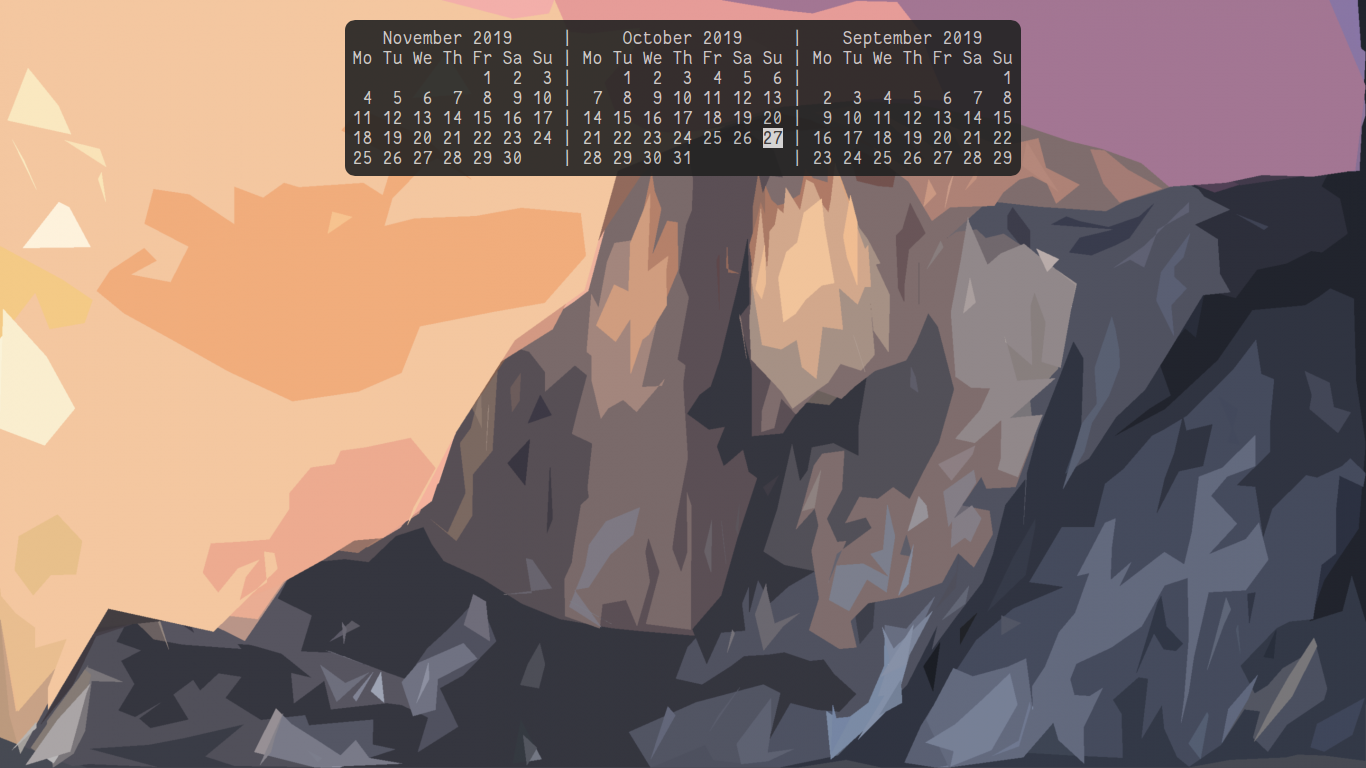 November 2019 | October 2019 | September 2019
Mo Tu We Th Fr Sa Su | Mo Tu We Th Fr Sa Su | Mo Tu We Th Fr Sa Su
1 2 3 | 1 2 3 4 5 6 | 1
4 5 6 7 8 9 10 | 7 8 9 10 11 12 13 | 2 3 4 5 6 7 8
11 12 13 14 15 16 17 | 14 15 16 17 18 19 20 | 9 10 11 12 13 14 15
18 19 20 21 22 23 24 | 21 22 23 24 25 26 27 | 16 17 18 19 20 21 22
25 26 27 28 29 30 | 28 29 30 31 | 23 24 25 26 27 28 29